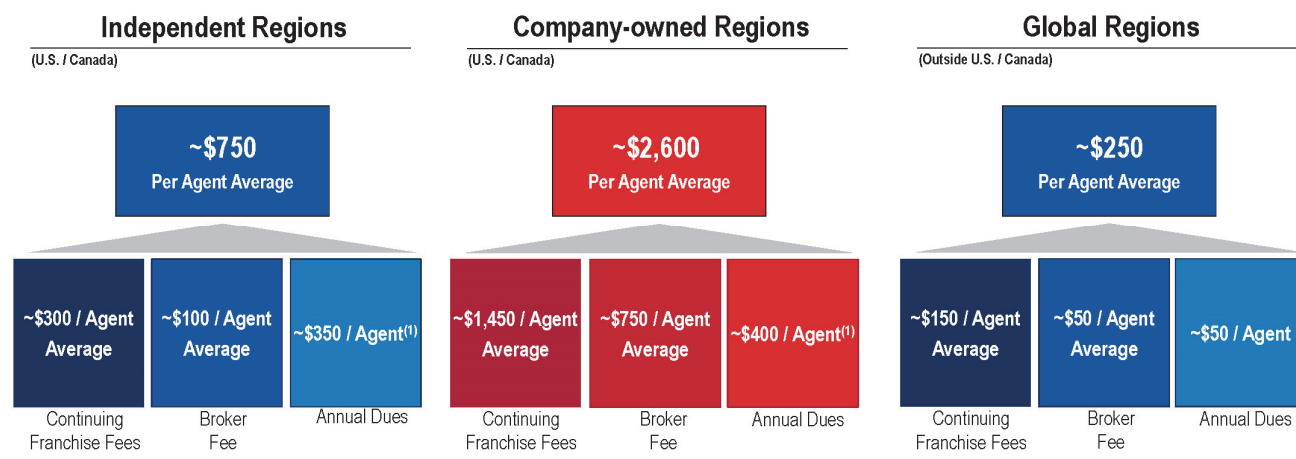 Independent Regions
(U.S. / Canada)
~$750
Per Agent Average
~$300 / Agent
Average
~$100 / Agent
Average
~$350 / Agent(1)
Continuing
Franchise Fees
Broker
Fee
Annual Dues
Company-owned Regions
(U.S. / Canada)
~$2,600
Per Agent Average
~$1,450 / Agent
Average
~$750 / Agent
Average
~$400 / Agent(1)
Continuing
Franchise Fees
Broker
Fee
Annual Dues
Global Regions
(Outside U.S. / Canada)
~$250
Per Agent Average
~$150 / Agent
Average
~$50 / Agent
Average
~$50 / Agent
Continuing
Franchise Fees
Broker
Fee
Annual Dues